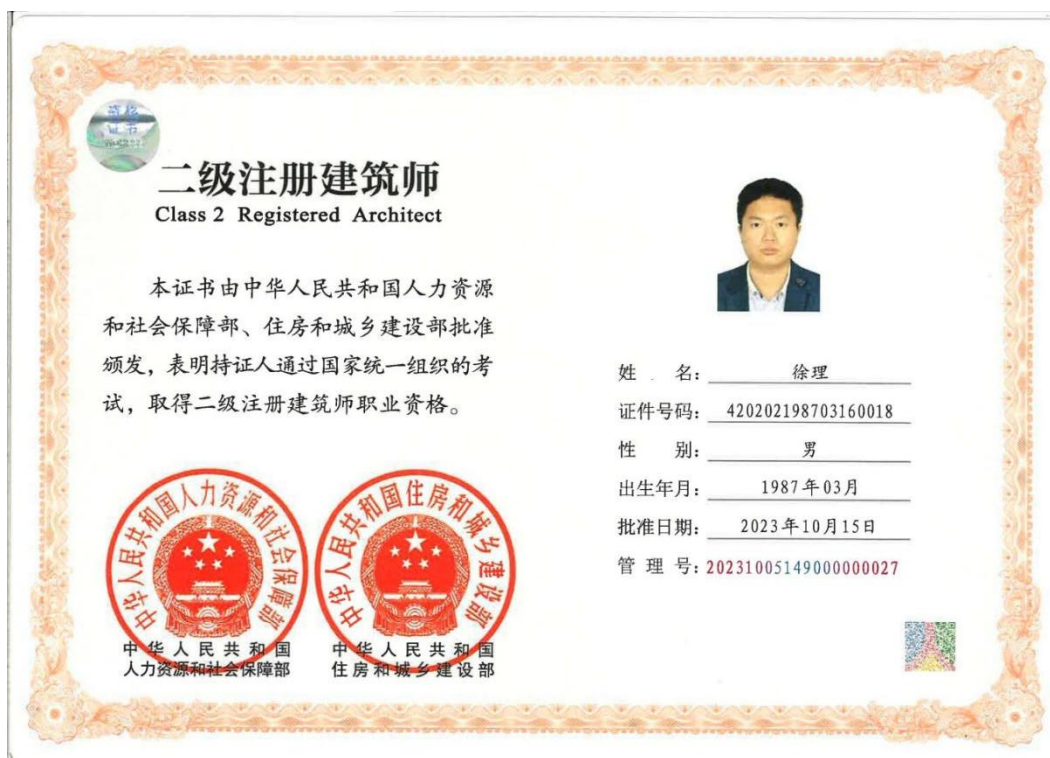 资格
证书
二级注册建筑师
Class 2 Registered Architect
本证书由中华人民共和国人力资源
和社会保障部、住房和城乡建设部批准
颁发，表明持证人通过国家统一组织的考
试，取得二级注册建筑师职业资格。
中华人民共和国人力资源和社会保障部
中华人民共和国
人力资源和社会保障部
中华人民共和国住房和城乡建设部
中华人民共和国
住房和城乡建设部
姓 名：徐理
证件号码：420202198703160018
性 别：男
出生年月：1987年03月
批准日期：2023年10月15日
管 理 号：20231005149000000027